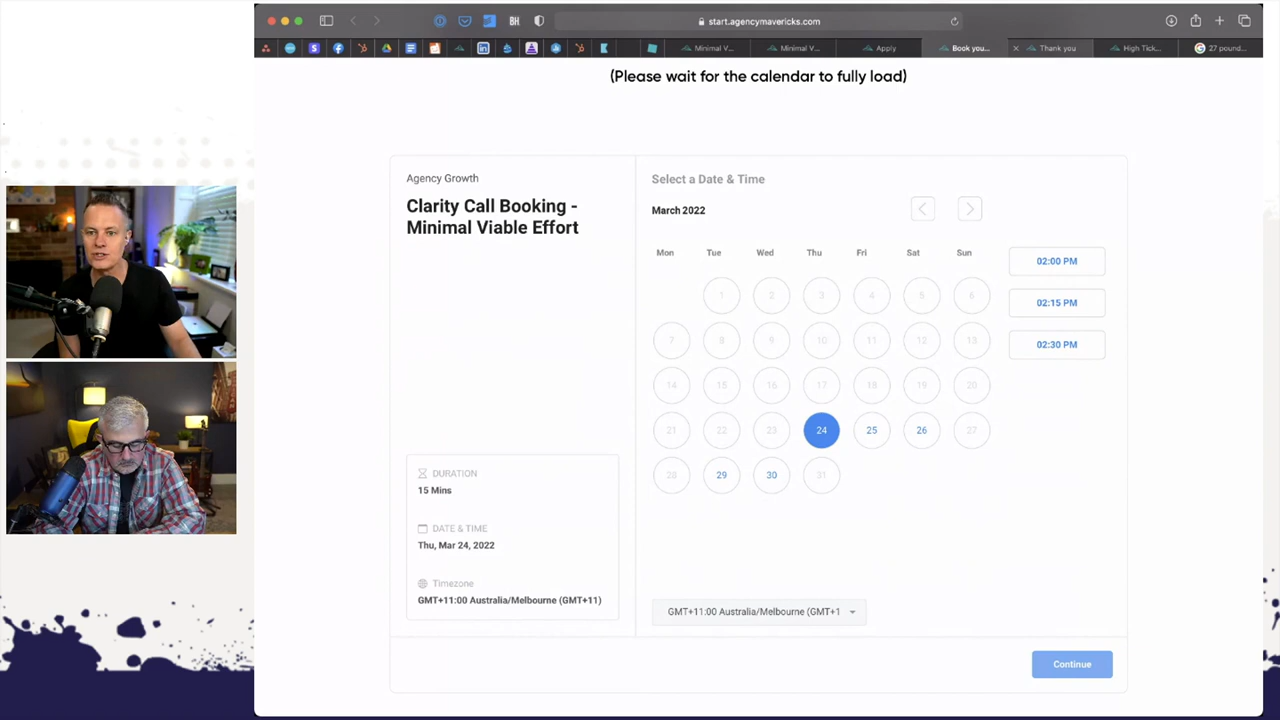 BH
start.agencymavericks.com
Minimal V...
Minimal V...
Apply
Book you...
Thank you
High Tick...
27 pound...
(Please wait for the calendar to fully load)
Agency Growth
Clarity Call Booking -
Minimal Viable Effort
DURATION
15 Mins
DATE & TIME
Thu, Mar 24, 2022
Timezone
GMT+11:00 Australia/Melbourne (GMT+11)
Select a Date & Time
March 2022
Mon Tue Wed Thu Fri Sat Sun
1 2 3 4 5 6
7 8 9 10 11 12 13
14 15 16 17 18 19 20
21 22 23 24 25 26 27
28 29 30 31
02:00 PM
02:15 PM
02:30 PM
GMT+11:00 Australia/Melbourne (GMT+1
Continue